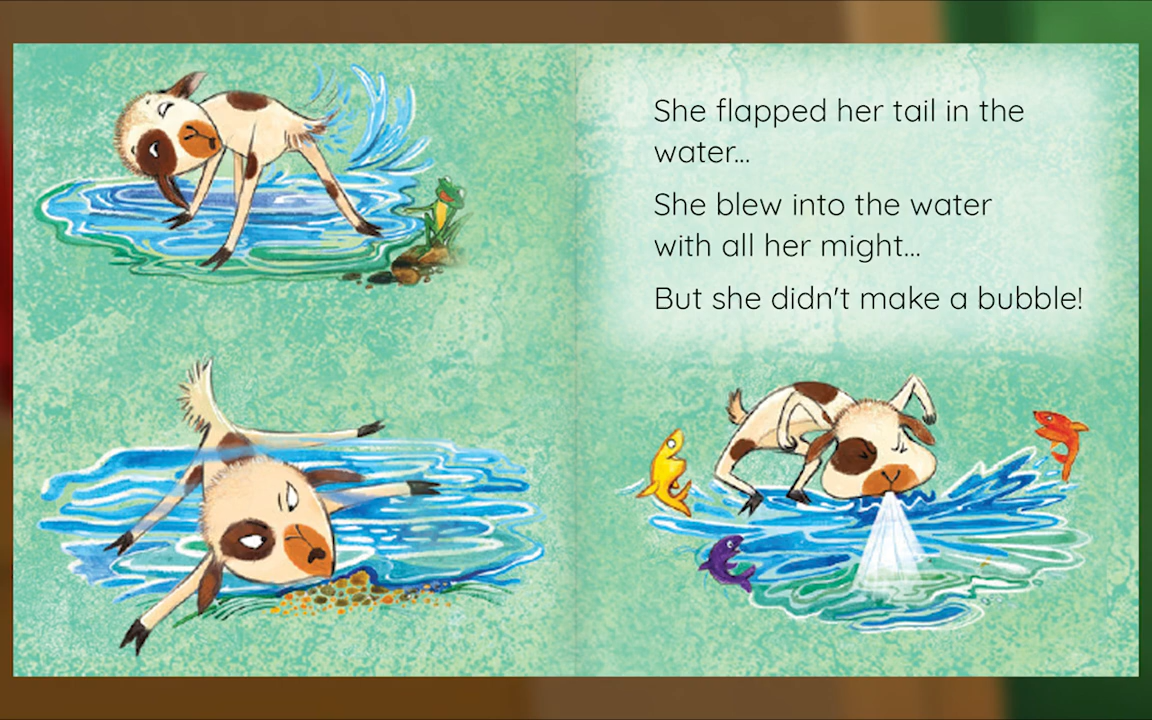 She flapped her tail in the
water...
She blew into the water
with all her might...
But she didn't make a bubble!